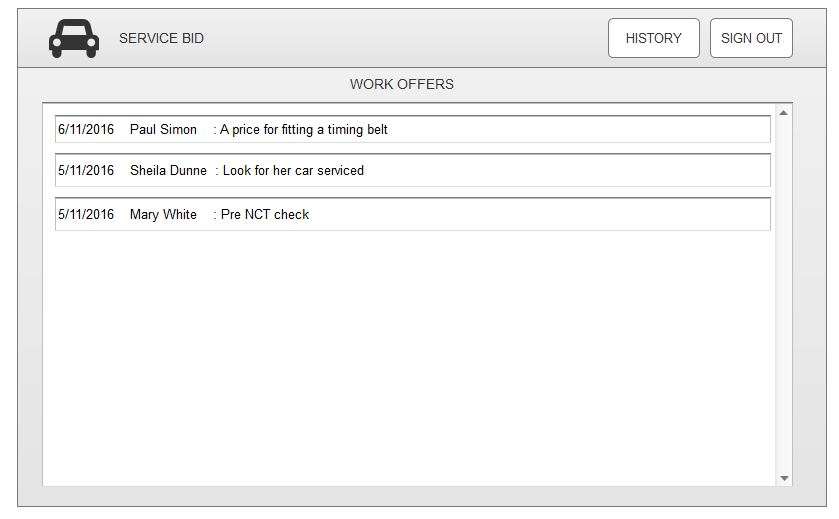 SERVICE BID
HISTORY
SIGN OUT
WORK OFFERS
6/11/2016 Paul Simon : A price for fitting a timing belt
5/11/2016 Sheila Dunne : Look for her car serviced
5/11/2016 Mary White : Pre NCT check